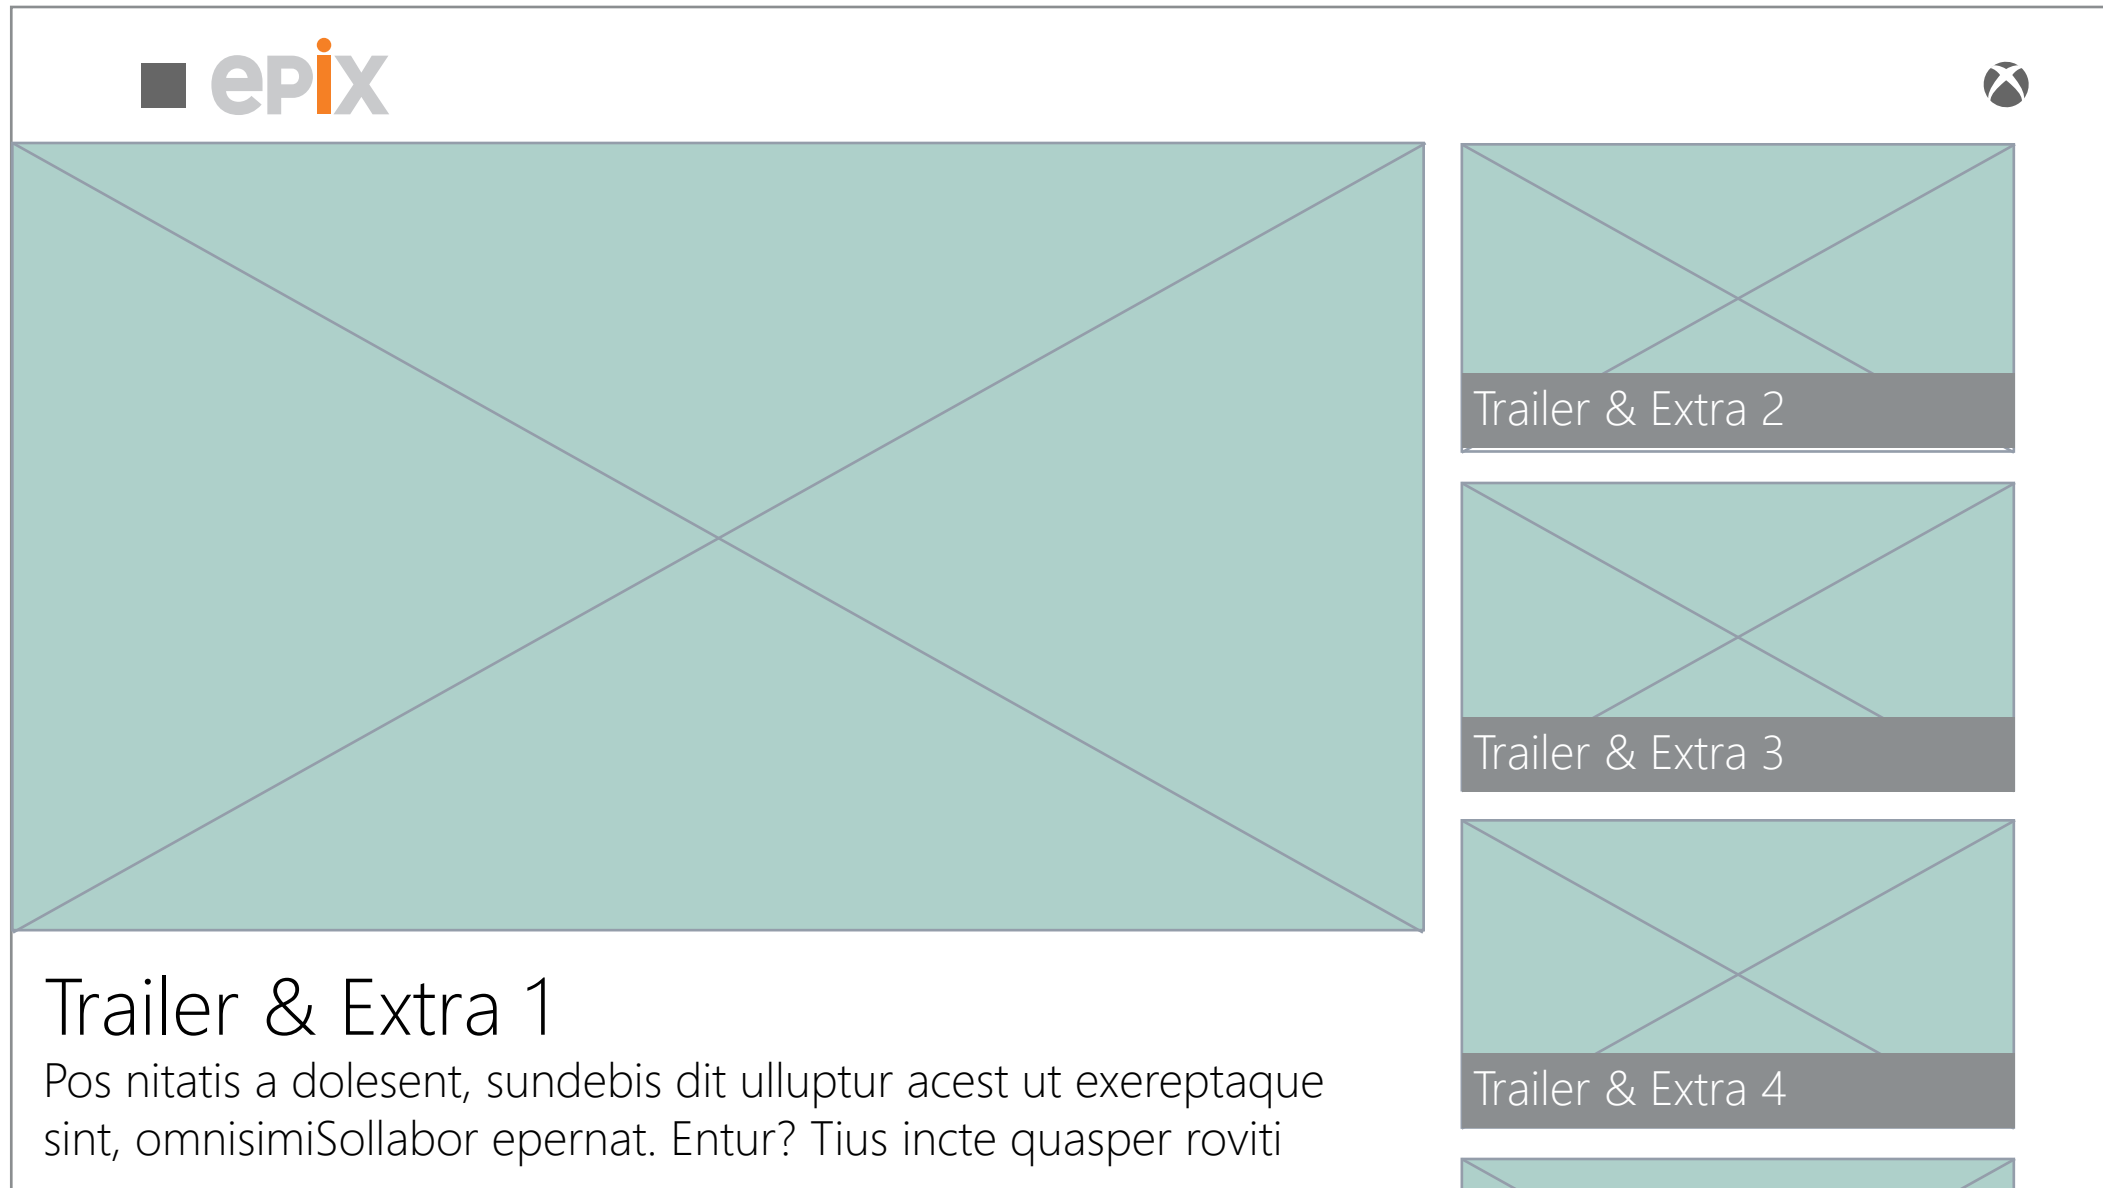 epix
Trailer & Extra 2
Trailer & Extra 3
Trailer & Extra 4
Trailer & Extra 1
Pos nitatis a dolesent, sundebis dit ulluptur acest ut exereptaque
sint, omnisimiSollabor epernat. Entur? Tius incte quasper roviti